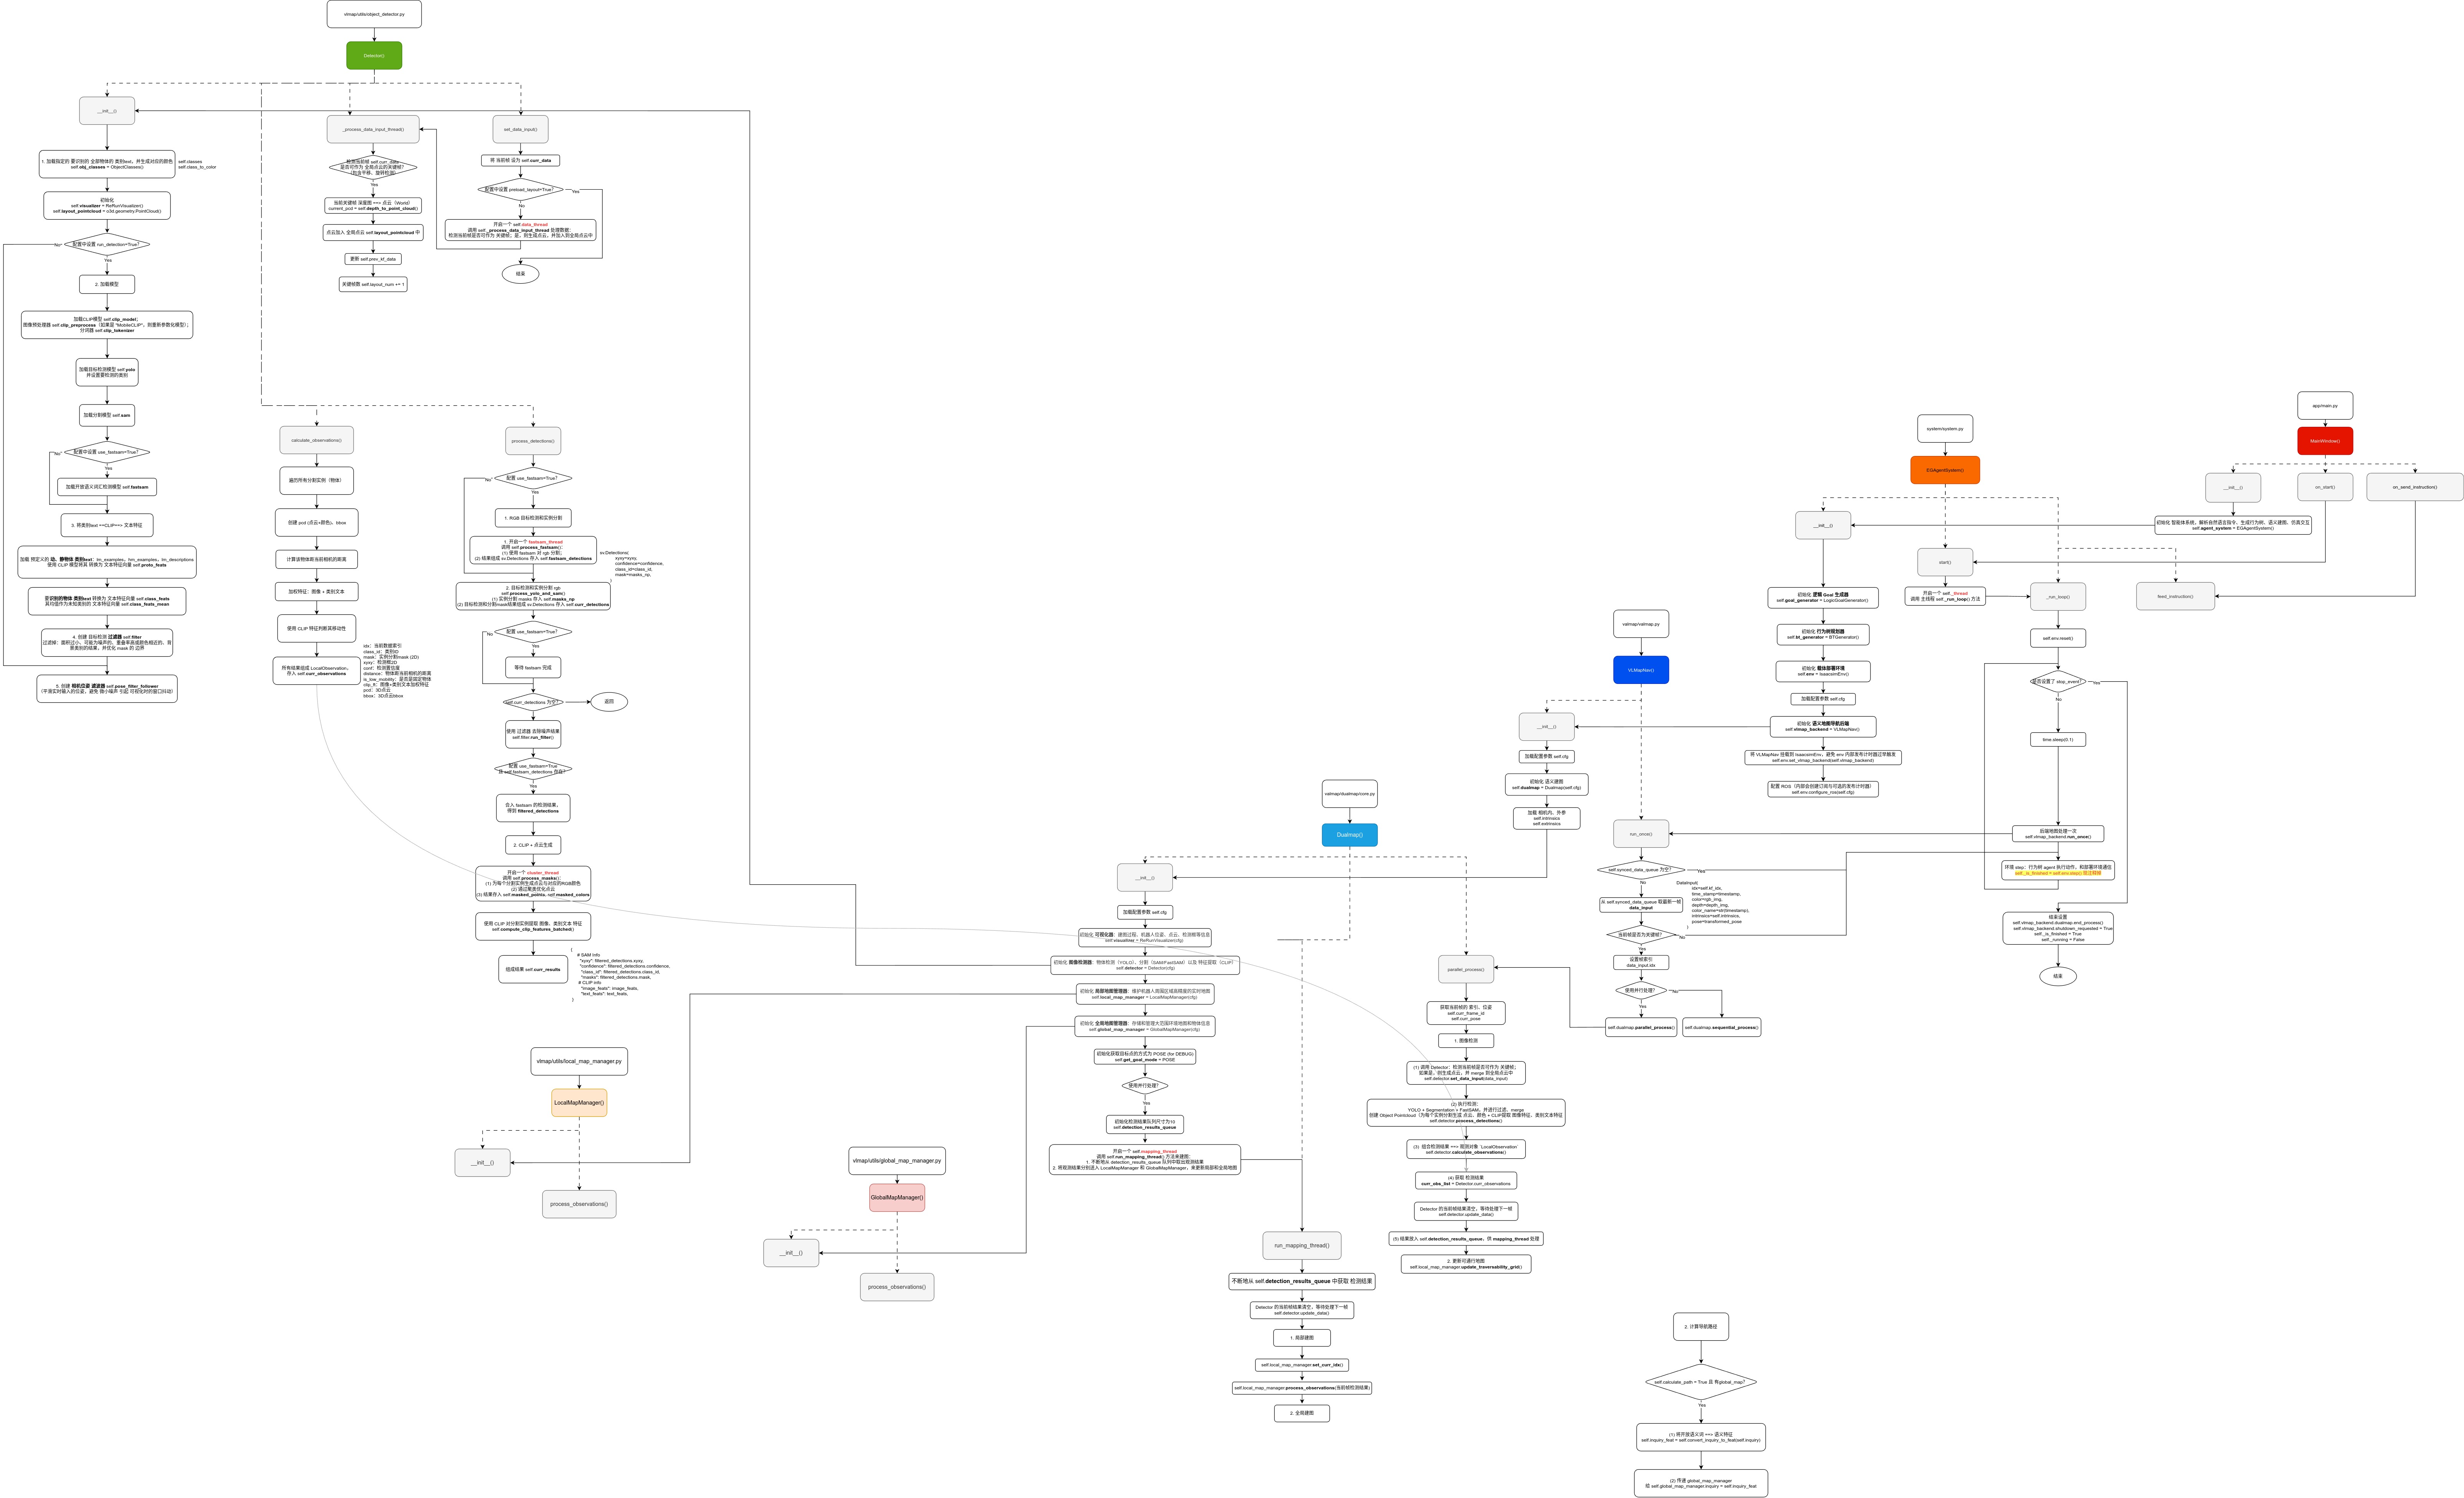 vlmap/utils/object_detector.py
Detector()
__init__()
1. 加载指定的 要识别的 全部物体的 类别text，并生成对应的颜色
self.obj_classes = ObjectClasses()
self.classes
self.class_to_color
初始化
self.visualizer = ReRunVisualizer()
self.layout_pointcloud = o3d.geometry.PointCloud()
配置中设置 run_detection=True?
No
Yes
2. 加载模型
加载CLIP模型 self.clip_model；
图像预处理器 self.clip_preprocess（如果是 "MobileCLIP"，则重新参数化模型）；
分词器 self.clip_tokenizer
加载目标检测模型 self.yolo
并设置要检测的类别
加载分割模型 self.sam
配置中设置 use_fastsam=True?
No
Yes
加载开放语义词汇检测模型 self.fastsam
3. 将类别text ==CLIP==> 文本特征
加载 预定义的 动、静物体 类别text：lm_examples、hm_examples、lm_descriptions
使用 CLIP 模型将其 转换为 文本特征向量 self.proto_feats
要识别的物体 类别text 转换为 文本特征向量 self.class_feats
其均值作为未知类别的 文本特征向量 self.class_feats_mean
4. 创建 目标检测 过滤器 self.filter
过滤掉：面积过小、可能为噪声的、重叠率高或颜色相近的、背
景类别的结果，并优化 mask 的 边界
5. 创建 相机位姿 滤波器 self.pose_filter_follower
（平滑实时输入的位姿，避免 微小噪声 引起 可视化时的窗口抖动）
_process_data_input_thread()
检测当前帧 self.curr_data
是否可作为 全局点云的关键帧？
（包含平移、旋转检测）
Yes
当前关键帧 深度图 ==> 点云（World）
current_pcd = self.depth_to_point_cloud()
点云加入 全局点云 self.layout_pointcloud 中
更新 self.prev_kf_data
关键帧数 self.layout_num += 1
set_data_input()
将 当前帧 设为 self.curr_data
配置中设置 preload_layout=True?
Yes
No
开启一个 self.data_thread
调用 self._process_data_input_thread 处理数据：
检测当前帧是否可作为 关键帧；是，则生成点云，并加入到全局点云中
结束
calculate_observations()
遍历所有分割实例（物体）
创建 pcd (点云+颜色)、bbox
计算该物体距当前相机的距离
加权特征：图像 + 类别文本
使用 CLIP 特征判断其移动性
所有结果组成 LocalObservation，
存入 self.curr_observations
idx：当前数据索引
class_id：类别ID
mask：实例分割mask (2D)
xyxy：检测框2D
conf：检测置信度
distance：物体距当前相机的距离
is_low_mobility：是否是固定物体
clip_ft：图像+类别文本加权特征
pcd：3D点云
bbox：3D点云bbox
process_detections()
配置 use_fastsam=True?
No
Yes
1. RGB 目标检测和实例分割
1. 开启一个 fastsam_thread
调用 self.process_fastsam()：
(1) 使用 fastsam 对 rgb 分割；
(2) 结果组成 sv.Detections 存入 self.fastsam_detections
sv.Detections(
xyxy=xyxy,
confidence=confidence,
class_id=class_id,
mask=masks_np,
)
2. 目标检测和实例分割 rgb
self.process_yolo_and_sam()
(1) 实例分割 masks 存入 self.masks_np
(2) 目标检测和分割mask结果组成 sv.Detections 存入 self.curr_detections
配置 use_fastsam=True?
No
Yes
等待 fastsam 完成
self.curr_detections 为空？
返回
使用 过滤器 去除噪声结果
self.filter.run_filter()
配置 use_fastsam=True
且 self.fastsam_detections 存在？
Yes
合入 fastsam 的检测结果，
得到 filtered_detections
2. CLIP + 点云生成
开启一个 cluster_thread
调用 self.process_masks()：
(1) 为每个分割实例生成点云与对应的RGB颜色
(2) 通过聚类优化点云
(3) 结果存入 self.masked_points、self.masked_colors
使用 CLIP 对分割实例提取 图像、类别文本 特征
self.compute_clip_features_batched()
组成结果 self.curr_results
{
# SAM Info
"xyxy": filtered_detections.xyxy,
"confidence": filtered_detections.confidence,
"class_id": filtered_detections.class_id,
"masks": filtered_detections.mask,
# CLIP info
"image_feats": image_feats,
"text_feats": text_feats,
}
vlmap/utils/local_map_manager.py
LocalMapManager()
__init__()
process_observations()
vlmap/utils/global_map_manager.py
GlobalMapManager()
__init__()
process_observations()
valmap/dualmap/core.py
Dualmap()
__init__()
加载配置参数 self.cfg
初始化 可视化器：建图过程、机器人位姿、点云、检测框等信息
self.visualizer = ReRunVisualizer(cfg)
初始化 图像检测器：物体检测（YOLO）、分割（SAM/FastSAM）以及 特征提取（CLIP）
self.detector = Detector(cfg)
初始化 局部地图管理器：维护机器人周围区域高精度的实时地图
self.local_map_manager = LocalMapManager(cfg)
初始化 全局地图管理器：存储和管理大范围环境地图和物体信息
self.global_map_manager = GlobalMapManager(cfg)
初始化获取目标点的方式为 POSE (for DEBUG)
self.get_goal_mode = POSE
使用并行处理？
Yes
初始化检测结果队列尺寸为10
self.detection_results_queue
开启一个 self.mapping_thread
调用 self.run_mapping_thread() 方法来建图：
1. 不断地从 detection_results_queue 队列中取出观测结果
2. 将观测结果分别送入 LocalMapManager 和 GlobalMapManager，来更新局部和全局地图
run_mapping_thread()
不断地从 self.detection_results_queue 中获取 检测结果
Detector 的当前帧结果清空，等待处理下一帧
self.detector.update_data()
1. 局部建图
self.local_map_manager.set_curr_idx()
self.local_map_manager.process_observations(当前帧检测结果)
2. 全局建图
parallel_process()
获取当前帧的 索引、位姿
self.curr_frame_id
self.curr_pose
1. 图像检测
(1) 调用 Detector：检测当前帧是否可作为 关键帧；
如果是，则生成点云，并 merge 到全局点云中
self.detector.set_data_input(data_input)
(2) 执行检测：
YOLO + Segmentation + FastSAM，并进行过滤、merge
创建 Object Pointcloud（为每个实例分割生成 点云、颜色 + CLIP提取 图像特征、类别文本特征
self.detector.process_detections()
(3) 组合检测结果 ==> 观测对象 `LocalObservation`
self.detector.calculate_observations()
(4) 获取 检测结果
curr_obs_list = Detector.curr_observations
Detector 的当前帧结果清空，等待处理下一帧
self.detector.update_data()
(5) 结果放入 self.detection_results_queue，供 mapping_thread 处理
2. 更新可通行地图
self.local_map_manager.update_traversability_grid()
valmap/valmap.py
VLMapNav()
__init__()
加载配置参数 self.cfg
初始化 语义建图
self.dualmap = Dualmap(self.cfg)
加载 相机内、外参
self.intrinsics
self.extrinsics
run_once()
self.synced_data_queue 为空?
Yes
No
从 self.synced_data_queue 取最新一帧
data_input
DataInput(
idx=self.kf_idx,
time_stamp=timestamp,
color=rgb_img,
depth=depth_img,
color_name=str(timestamp),
intrinsics=self.intrinsics,
pose=transformed_pose
)
当前帧是否为关键帧?
No
Yes
设置帧索引
data_input.idx
使用并行处理？
No
Yes
self.dualmap.parallel_process()
self.dualmap.sequential_process()
system/system.py
EGAgentSystem()
__init__()
初始化 逻辑 Goal 生成器
self.goal_generator = LogicGoalGenerator()
初始化 行为树规划器
self.bt_generator = BTGenerator()
初始化 载体部署环境
self.env = IsaacsimEnv()
加载配置参数 self.cfg
初始化 语义地图导航后端
self.vlmap_backend = VLMapNav()
将 VLMapNav 挂载到 IsaacsimEnv，避免 env 内部发布计时器过早触发
self.env.set_vlmap_backend(self.vlmap_backend)
配置 ROS（内部会创建订阅与可选的发布计时器）
self.env.configure_ros(self.cfg)
start()
开启一个 self._thread
调用 主线程 self._run_loop() 方法
_run_loop()
self.env.reset()
是否设置了 stop_event?
Yes
No
time.sleep(0.1)
后端地图处理一次
self.vlmap_backend.run_once()
环境 step：行为树 agent 执行动作，和部署环境通信
self._is_finished = self.env.step() 我注释掉
结束设置
self.vlmap_backend.dualmap.end_process()
self.vlmap_backend.shutdown_requested = True
self._is_finished = True
self._running = False
结束
feed_instruction()
app/main.py
MainWindow()
__init__()
初始化 智能体系统，解析自然语言指令、生成行为树、语义建图、仿真交互
self.agent_system = EGAgentSystem()
on_start()
on_send_instruction()
2. 计算导航路径
self.calculate_path = True 且 有global_map?
Yes
(1) 将开放语义词 ==> 语义特征
self.inquiry_feat = self.convert_inquiry_to_feat(self.inquiry)
(2) 传递 global_map_manager
给 self.global_map_manager.inquiry = self.inquiry_feat